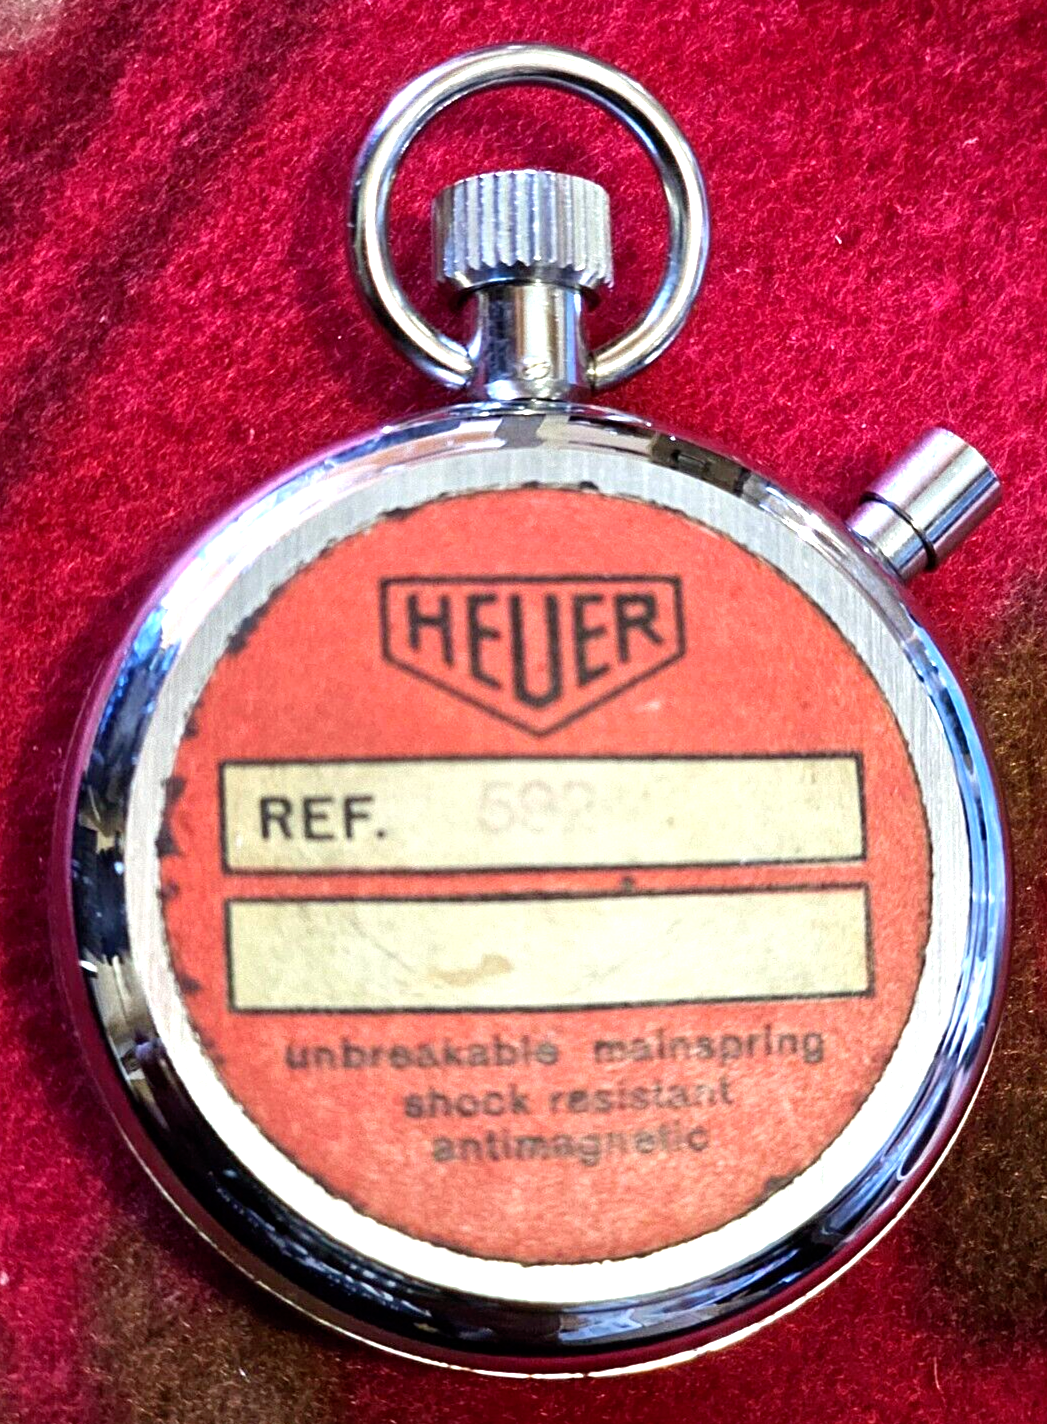 HEUER
REF. 592
unbreakable mainspring
shock resistant
antimagnetic